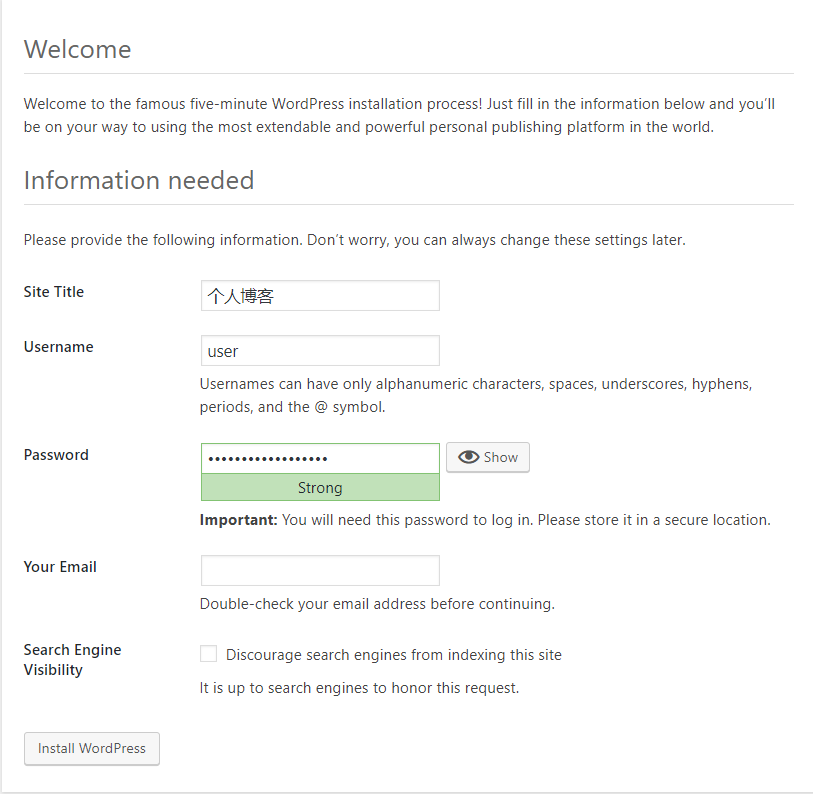 Welcome
Welcome to the famous five-minute WordPress installation process! Just fill in the information below and you’ll
be on your way to using the most extendable and powerful personal publishing platform in the world.
Information needed
Please provide the following information. Don’t worry, you can always change these settings later.
Site Title
个人博客
Username
user
Usernames can have only alphanumeric characters, spaces, underscores, hyphens,
periods, and the @ symbol.
Password
••••••••••••••••••
Show
Strong
Important: You will need this password to log in. Please store it in a secure location.
Your Email
Double-check your email address before continuing.
Search Engine
Visibility
Discourage search engines from indexing this site
It is up to search engines to honor this request.
Install WordPress